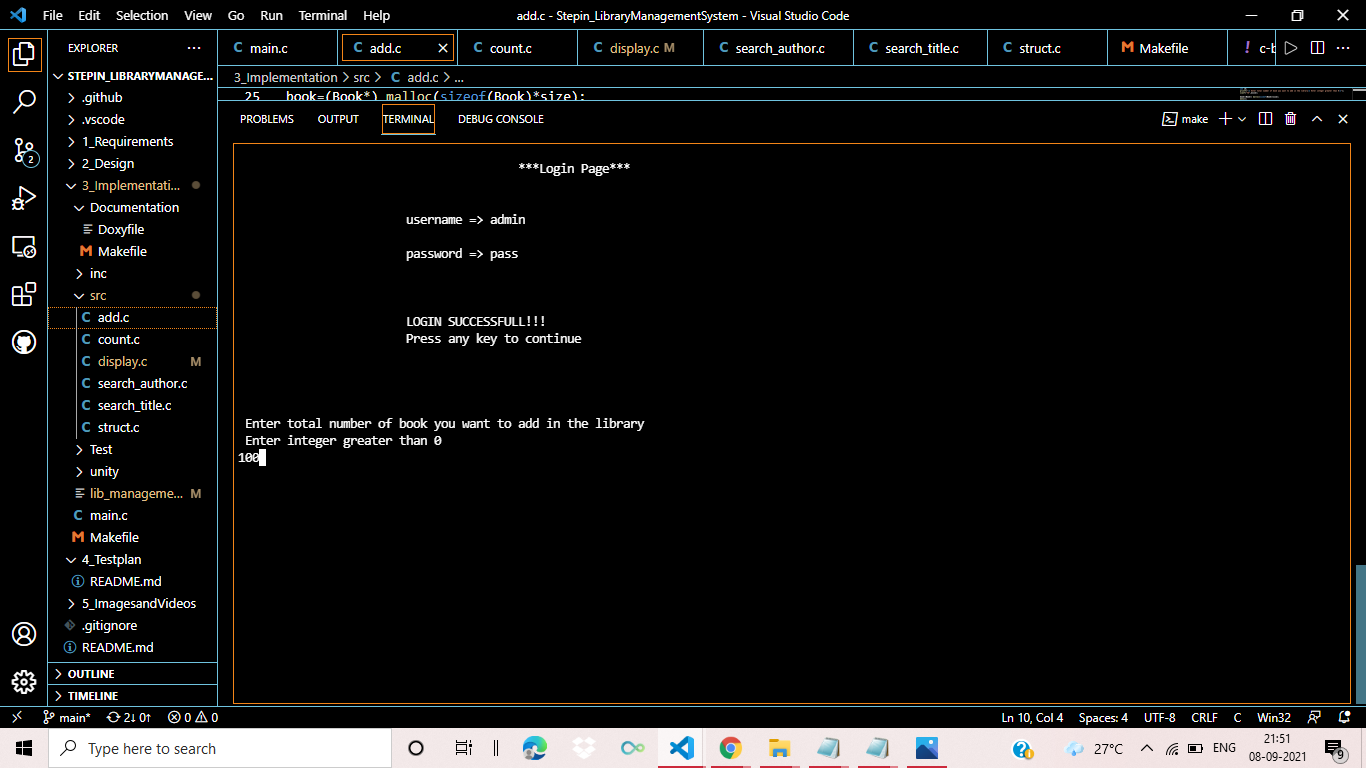 File Edit Selection View Go Run Terminal Help add.c - Stepin_LibraryManagementSystem - Visual Studio Code
EXPLORER ...
main.c add.c count.c display.c M search_author.c search_title.c struct.c Makefile ! c-b
STEPIN_LIBRARYMANAGE...
3_Implementation > src > add.c > ...
.github
25 book=(Book*) malloc(sizeof(Book)*size);
.vscode
PROBLEMS OUTPUT TERMINAL DEBUG CONSOLE make
1_Requirements
2_Design
3_Implementati...
Documentation
Doxyfile
Makefile
inc
src
add.c
count.c
display.c M
search_author.c
search_title.c
struct.c
Test
unity
lib_manageme... M
main.c
Makefile
4_Testplan
README.md
5_ImagesandVideos
.gitignore
README.md
OUTLINE
TIMELINE
***Login Page***
username => admin
password => pass
LOGIN SUCCESSFULL!!!
Press any key to continue
Enter total number of book you want to add in the library
Enter integer greater than 0
100
2
main* 2↓ 0↑ 0 0 Ln 10, Col 4 Spaces: 4 UTF-8 CRLF C Win32
Type here to search 27°C ENG 21:51
08-09-2021 9